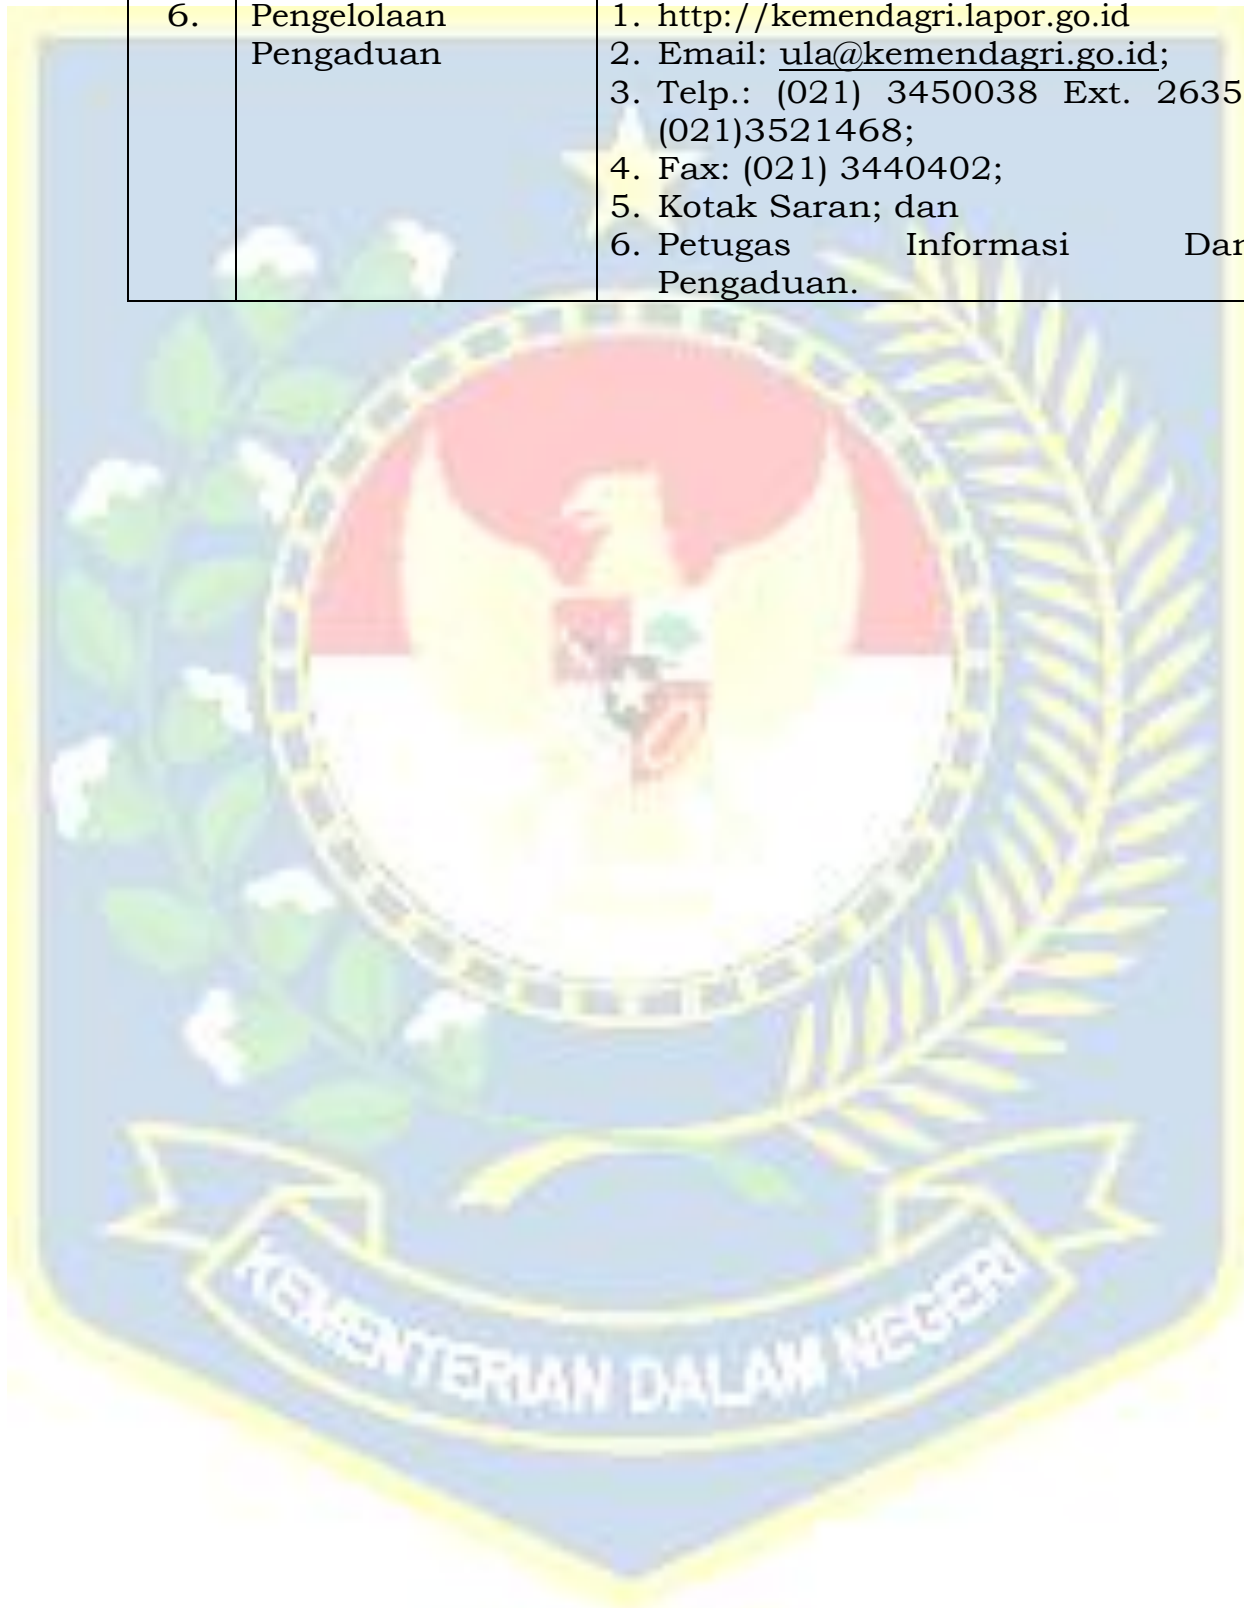 6. Pengelolaan 1. http://kemendagri.lapor.go.id
Pengaduan 2. Email: ula@kemendagri.go.id;
3. Telp.: (021) 3450038 Ext. 2635
(021)3521468;
4. Fax: (021) 3440402;
5. Kotak Saran; dan
6. Petugas Informasi Dan
Pengaduan.
KEMENTERIAN DALAM NEGERI